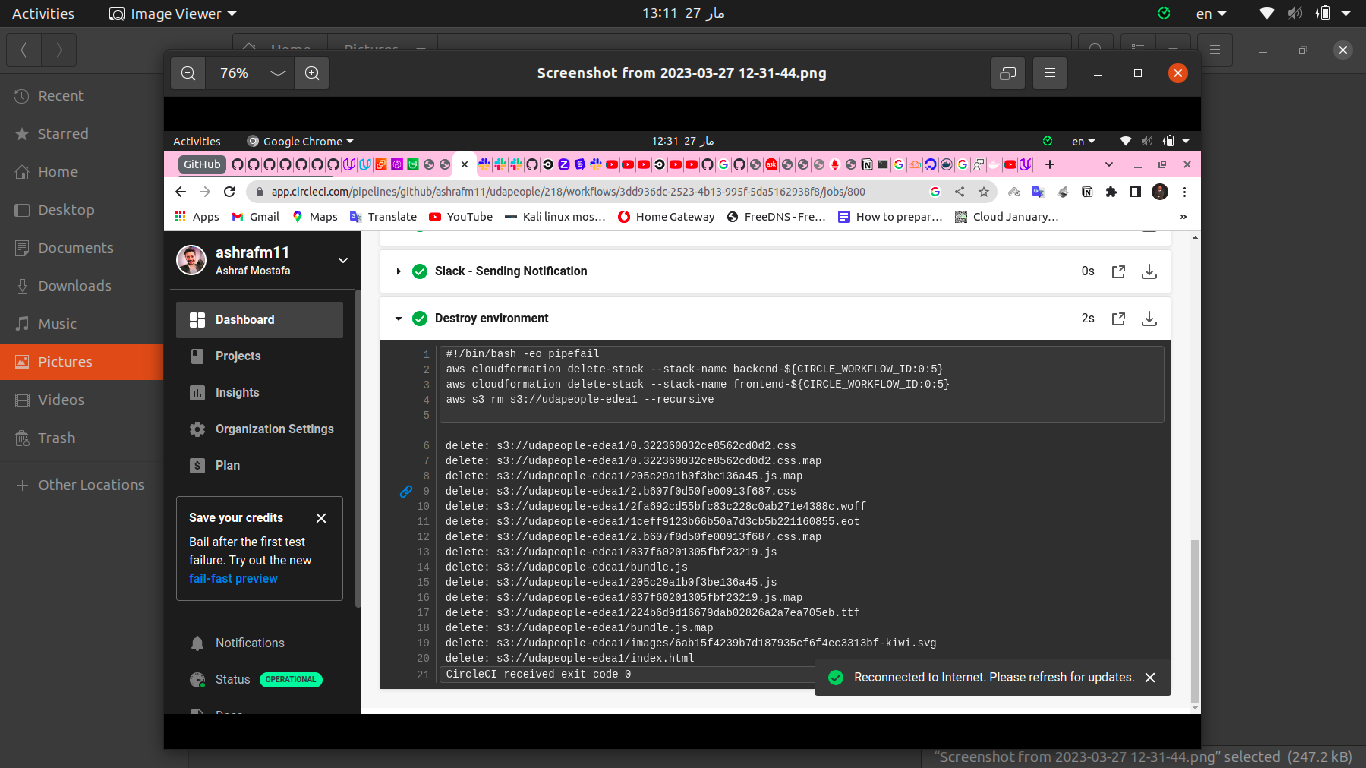 Activities
Image Viewer
13:11 27 مار
en
Home
Pictures
76%
Screenshot from 2023-03-27 12-31-44.png
Recent
Starred
Home
Desktop
Documents
Downloads
Music
Pictures
Videos
Trash
Other Locations
Activities
Google Chrome
12:31 27 مار
en
GitHub
app.circleci.com/pipelines/github/ashrafm11/udapeople/218/workflows/3dd936dc-2523-4b13-995f-5da5162938f8/jobs/800
Apps
Gmail
Maps
Translate
YouTube
Kali linux mos…
Home Gateway
FreeDNS - Fre…
How to prepar…
Cloud January…
»
ashrafm11
Ashraf Mostafa
Dashboard
Projects
Insights
Organization Settings
Plan
Save your credits
Bail after the first test
failure. Try out the new
fail-fast preview
Notifications
Status
OPERATIONAL
Slack - Sending Notification
0s
Destroy environment
2s
1 #!/bin/bash -eo pipefail
2 aws cloudformation delete-stack --stack-name backend-${CIRCLE_WORKFLOW_ID:0:5}
3 aws cloudformation delete-stack --stack-name frontend-${CIRCLE_WORKFLOW_ID:0:5}
4 aws s3 rm s3://udapeople-edea1 --recursive
5
6 delete: s3://udapeople-edea1/0.322360032ce8562cd0d2.css
7 delete: s3://udapeople-edea1/0.322360032ce8562cd0d2.css.map
8 delete: s3://udapeople-edea1/205c29a1b0f3be136a45.js.map
9 delete: s3://udapeople-edea1/2.b607f0d50fe00913f687.css
10 delete: s3://udapeople-edea1/2fa692cd55bfc83c228c0ab271e4388c.woff
11 delete: s3://udapeople-edea1/1ceff9123b66b50a7d3cb5b221160855.eot
12 delete: s3://udapeople-edea1/2.b607f0d50fe00913f687.css.map
13 delete: s3://udapeople-edea1/837f60201305fbf23219.js
14 delete: s3://udapeople-edea1/bundle.js
15 delete: s3://udapeople-edea1/205c29a1b0f3be136a45.js
16 delete: s3://udapeople-edea1/837f60201305fbf23219.js.map
17 delete: s3://udapeople-edea1/224b6d9d16679dab02826a2a7ea705eb.ttf
18 delete: s3://udapeople-edea1/bundle.js.map
19 delete: s3://udapeople-edea1/images/6ab15f4239b7d187935cf6f4ec3313bf-kiwi.svg
20 delete: s3://udapeople-edea1/index.html
21 CircleCI received exit code 0
Reconnected to Internet. Please refresh for updates.
"Screenshot from 2023-03-27 12-31-44.png" selected (247.2 kB)